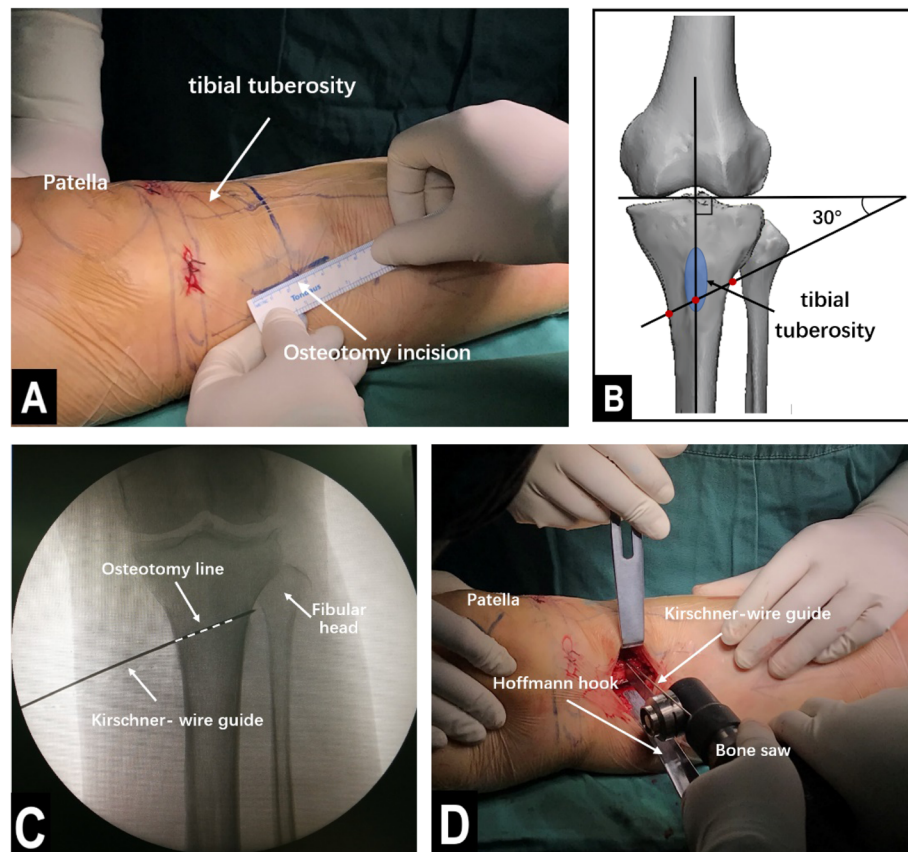 tibial tuberosity
Patella
Osteotomy incision
A
30°
tibial
tuberosity
B
Osteotomy line
Fibular
head
Kirschner- wire guide
C
Patella
Kirschner-wire guide
Hoffmann hook
Bone saw
D